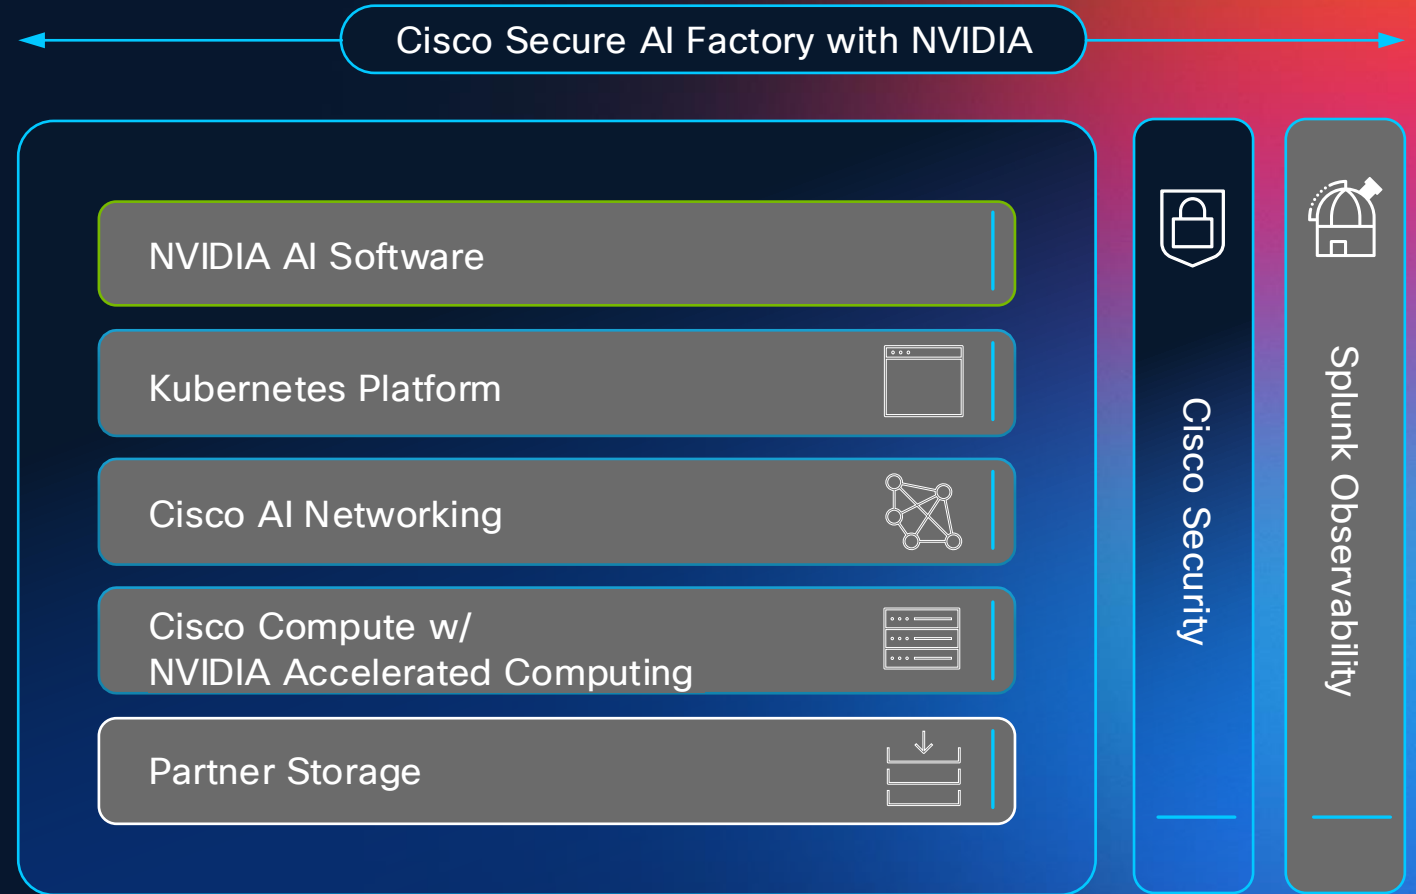 Cisco Secure AI Factory with NVIDIA
NVIDIA AI Software
Kubernetes Platform
Cisco AI Networking
Cisco Compute w/
NVIDIA Accelerated Computing
Partner Storage
Cisco Security
Splunk Observability